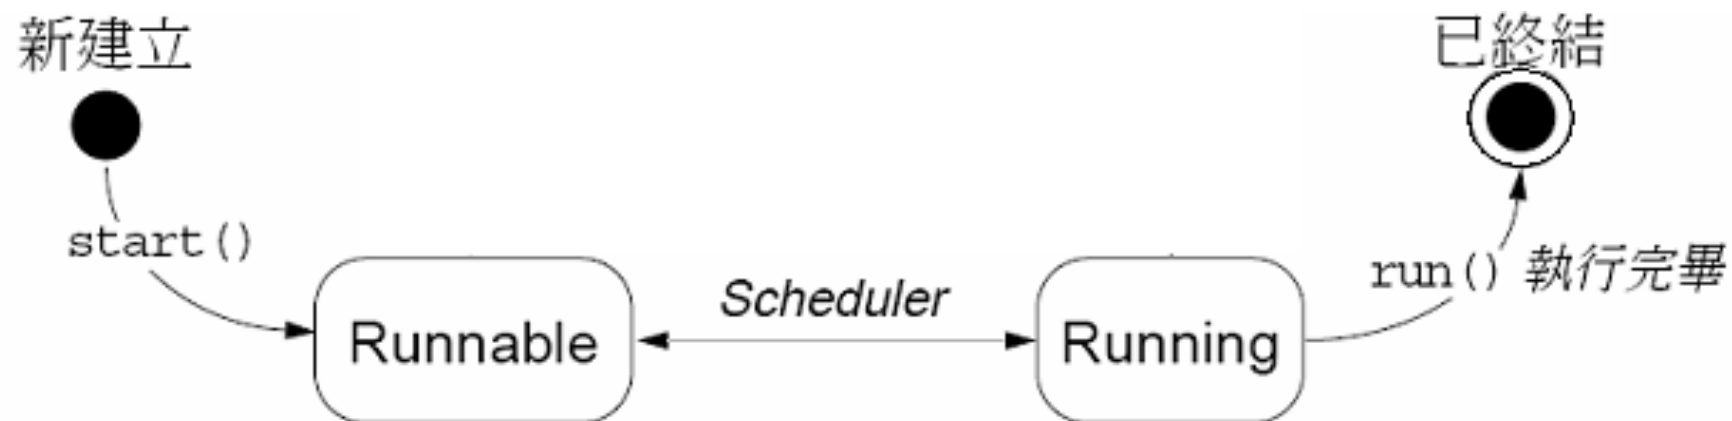 新建立
已終結
start()
Scheduler
run() 執行完畢
Runnable
Running